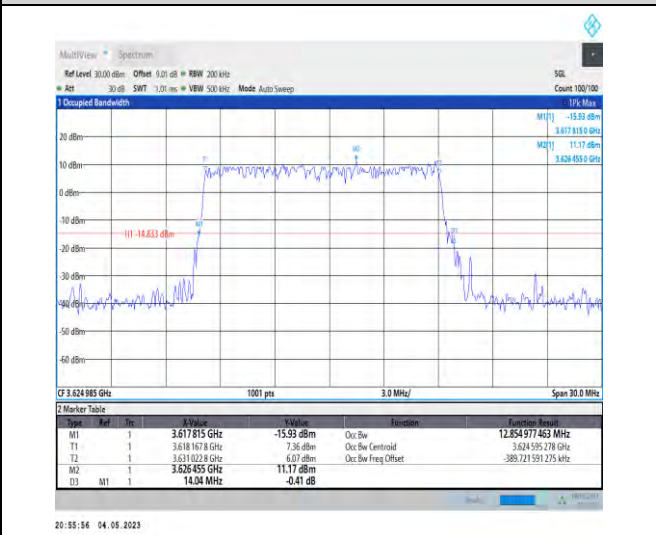 MultiView Spectrum
Ref Level 30.00 dBm Offset 9.01 dB RBW 200 kHz SGL
Att 30 dB SWT 1.01 ms VBW 500 kHz Mode Auto Sweep Count 100/100
1 Occupied Bandwidth 1Pk Max
M1[1] -15.93 dBm
3.617 815 0 GHz
M2[1] 11.17 dBm
3.626 455 0 GHz
20 dBm
10 dBm
0 dBm
-10 dBm
H1 -14.833 dBm
-20 dBm
-30 dBm
-40 dBm
-50 dBm
-60 dBm
M2
T1
M1
CF 3.624 985 GHz 1001 pts 3.0 MHz/ Span 30.0 MHz
2 Marker Table
Type Ref Trc X-Value Y-Value Function Function Result
M1 1 3.617 815 GHz -15.93 dBm Occ Bw 12.854 977 463 MHz
T1 1 3.618 167 8 GHz 7.36 dBm Occ Bw Centroid 3.624 595 278 GHz
T2 1 3.631 022 8 GHz 6.07 dBm Occ Bw Freq Offset -389.721 591 275 kHz
M2 1 3.626 455 GHz 11.17 dBm
D3 M1 1 14.04 MHz -0.41 dB
20:55:56 04.05.2023